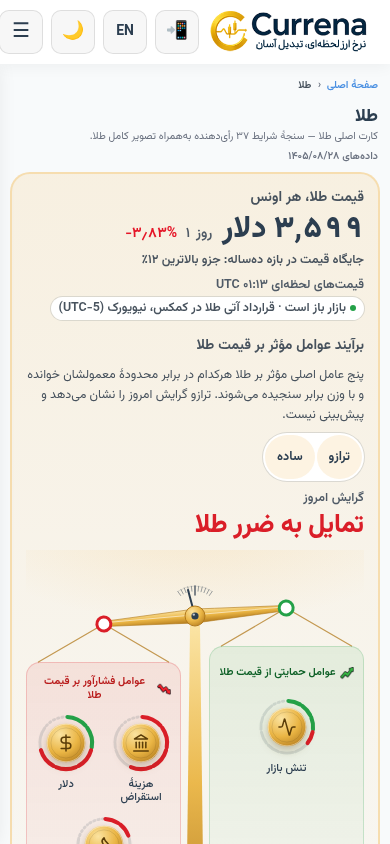 Currena
نرخ ارز لحظه‌ای، تبدیل آسان
EN
صفحهٔ اصلی › طلا
طلا
کارت اصلی طلا — سنجهٔ شرایط ۳۷ رأی‌دهنده به‌همراه تصویر کامل طلا.
داده‌های ۱۴۰۵/۰۸/۲۸
قیمت طلا، هر اونس
۳,۵۹۹ دلار ۱ روز -۳٫۸۳%
جایگاه قیمت در بازه ده‌ساله: جزو بالاترین ۱۲٪
قیمت‌های لحظه‌ای ۰۱:۱۳ UTC
بازار باز است · قرارداد آتی طلا در کمکس، نیویورک (UTC-5)
برآیند عوامل مؤثر بر قیمت طلا
پنج عامل اصلی مؤثر بر طلا هرکدام در برابر محدودهٔ معمولشان خوانده
و با وزن برابر سنجیده می‌شوند. ترازو گرایش امروز را نشان می‌دهد و
پیش‌بینی نیست.
ترازو
ساده
گرایش امروز
تمایل به ضرر طلا
عوامل حمایتی از قیمت طلا
تنش بازار
عوامل فشارآور بر قیمت
طلا
هزینهٔ
استقراض
دلار